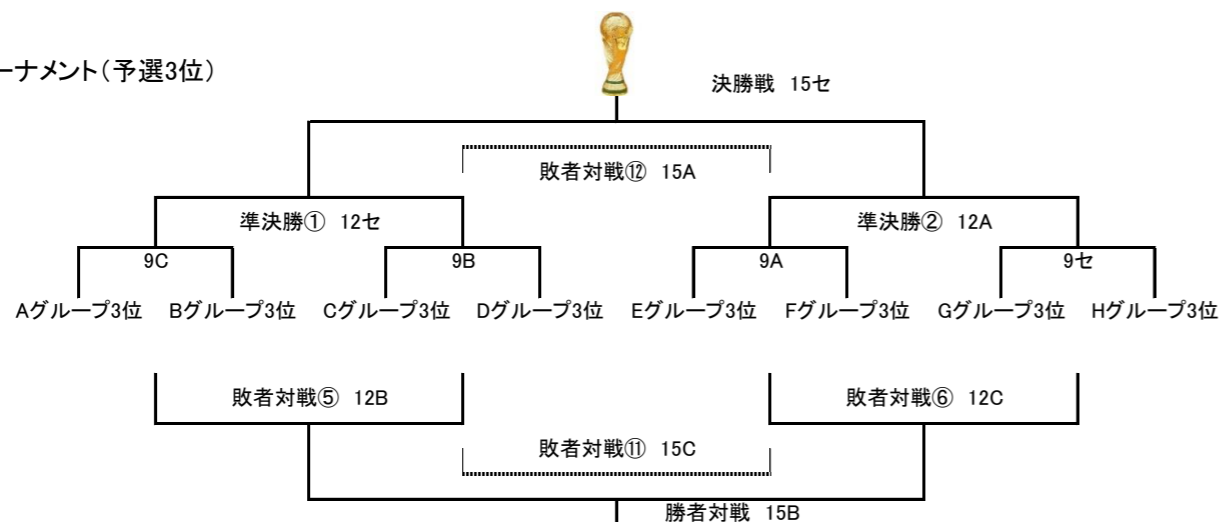 ーナメント(予選3位)
決勝戦 15セ
敗者対戦⑫ 15A
準決勝① 12セ
準決勝② 12A
9C
9B
9A
9セ
Aグループ3位
Bグループ3位
Cグループ3位
Dグループ3位
Eグループ3位
Fグループ3位
Gグループ3位
Hグループ3位
敗者対戦⑤ 12B
敗者対戦⑥ 12C
敗者対戦⑪ 15C
勝者対戦 15B